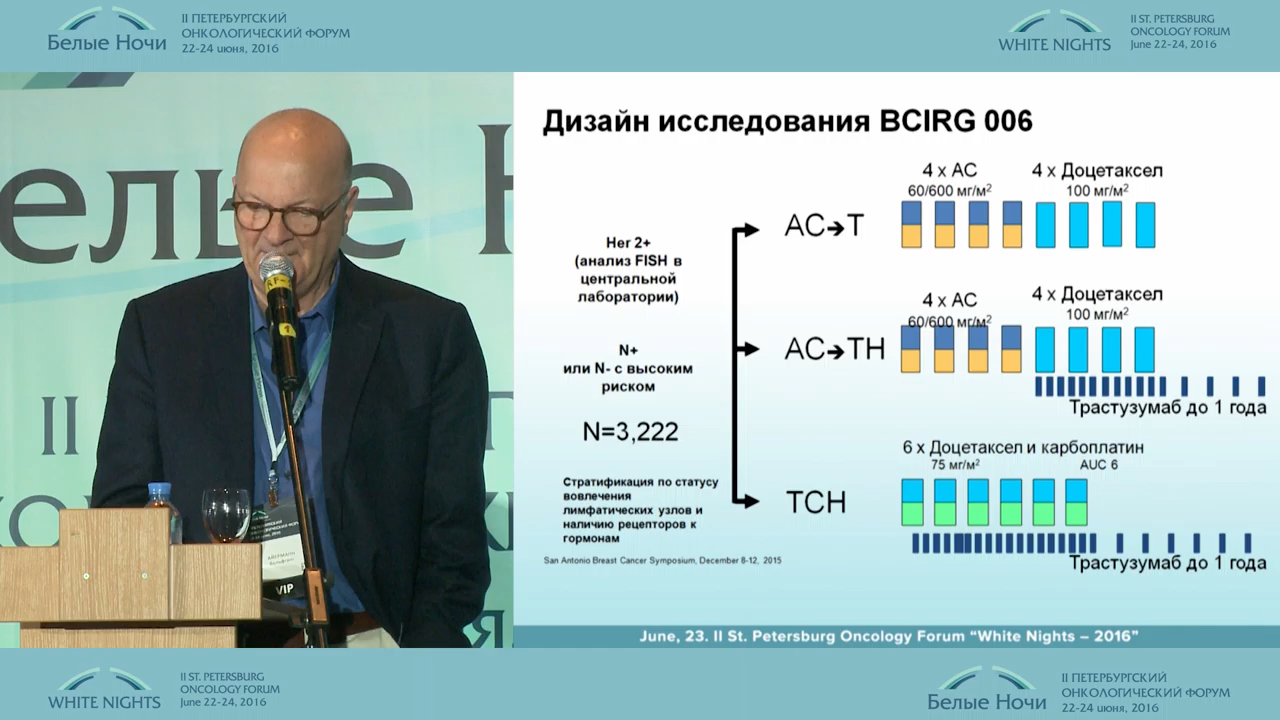 Белые Ночи
II ПЕТЕРБУРГСКИЙ
ОНКОЛОГИЧЕСКИЙ ФОРУМ
22-24 июня, 2016
WHITE NIGHTS
II ST. PETERSBURG
ONCOLOGY FORUM
June 22-24, 2016
елые Н
II
VIP
Дизайн исследования BCIRG 006
Her 2+
(анализ FISH в
центральной
лаборатории)
N+
или N- с высоким
риском
N=3,222
Стратификация по статусу
вовлечения
лимфатических узлов и
наличию рецепторов к
гормонам
San Antonio Breast Cancer Symposium, December 8-12, 2015
4 x AC
60/600 мг/м²
4 x Доцетаксел
100 мг/м²
AC➔T
4 x AC
60/600 мг/м²
4 x Доцетаксел
100 мг/м²
AC➔TH
Трастузумаб до 1 года
6 x Доцетаксел и карбоплатин
75 мг/м²
AUC 6
TCH
Трастузумаб до 1 года
June, 23. II St. Petersburg Oncology Forum “White Nights – 2016”
WHITE NIGHTS
II ST. PETERSBURG
ONCOLOGY FORUM
June 22-24, 2016
Белые Ночи
II ПЕТЕРБУРГСКИЙ
ОНКОЛОГИЧЕСКИЙ ФОРУМ
22-24 июня, 2016